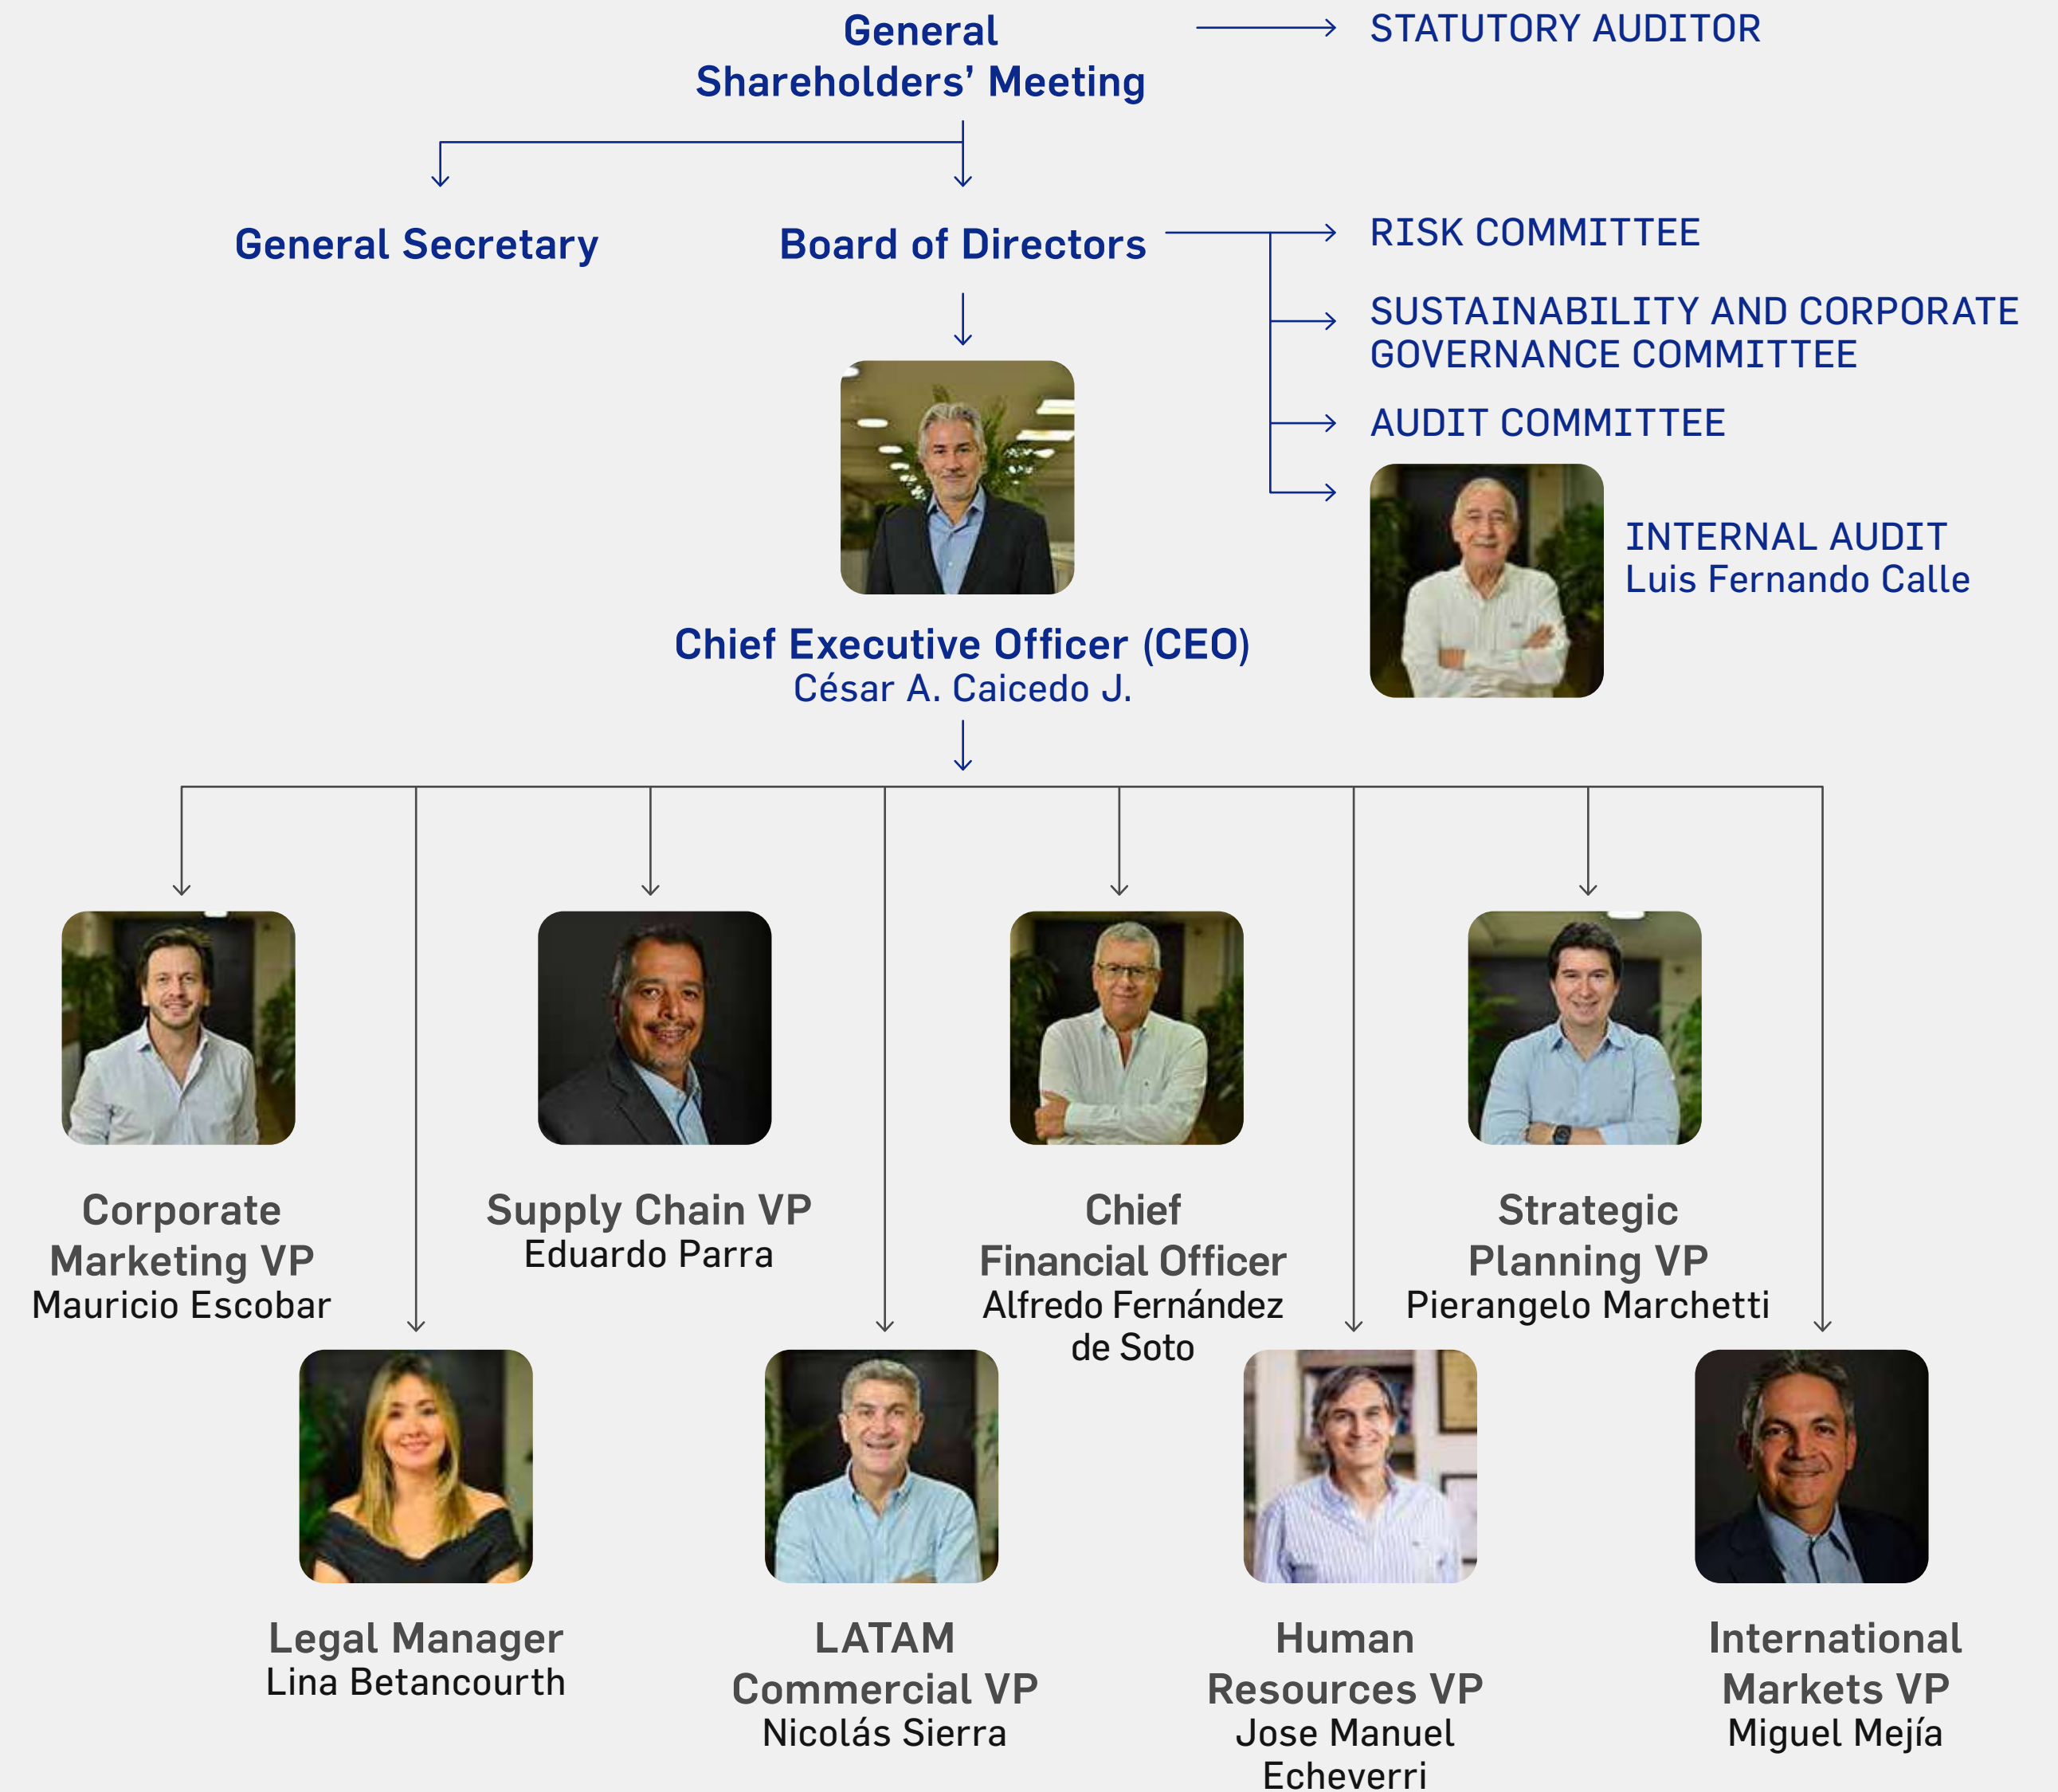 General
Shareholders’ Meeting
STATUTORY AUDITOR
General Secretary
Board of Directors
RISK COMMITTEE
SUSTAINABILITY AND CORPORATE
GOVERNANCE COMMITTEE
AUDIT COMMITTEE
INTERNAL AUDIT
Luis Fernando Calle
Chief Executive Officer (CEO)
César A. Caicedo J.
Corporate
Marketing VP
Mauricio Escobar
Supply Chain VP
Eduardo Parra
Chief
Financial Officer
Alfredo Fernández
de Soto
Strategic
Planning VP
Pierangelo Marchetti
Legal Manager
Lina Betancourth
LATAM
Commercial VP
Nicolás Sierra
Human
Resources VP
Jose Manuel
Echeverri
International
Markets VP
Miguel Mejía